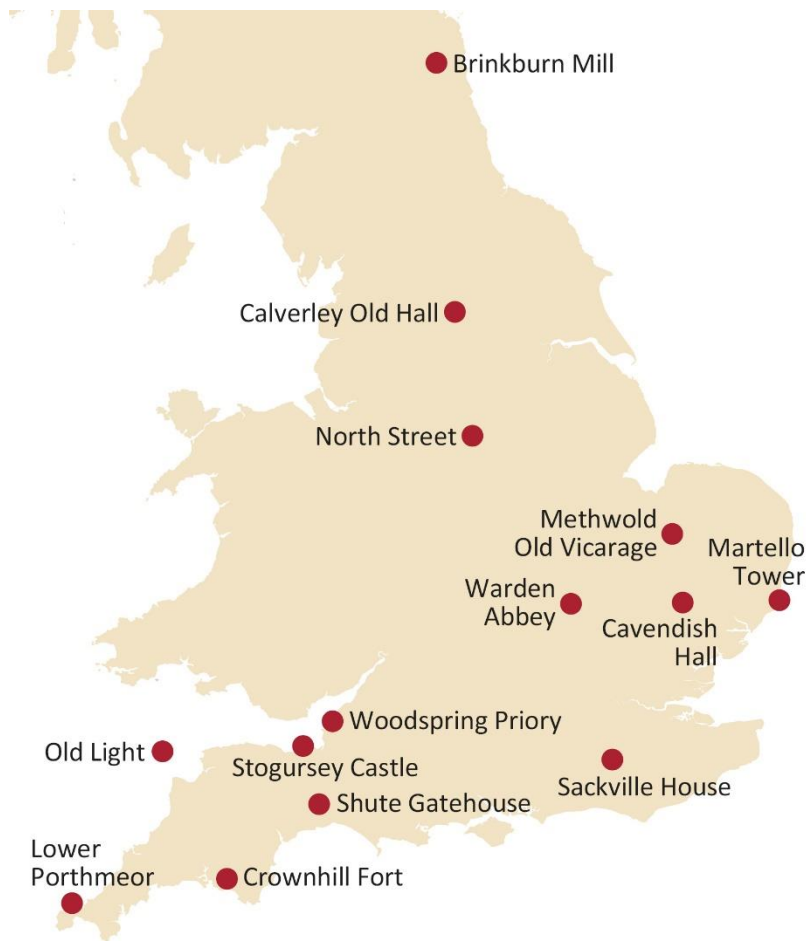 Brinkburn Mill
Calverley Old Hall
North Street
Methwold
Old Vicarage
Martello
Tower
Warden
Abbey
Cavendish
Hall
Woodspring Priory
Old Light
Stogursey Castle
Sackville House
Shute Gatehouse
Lower
Porthmeor
Crownhill Fort